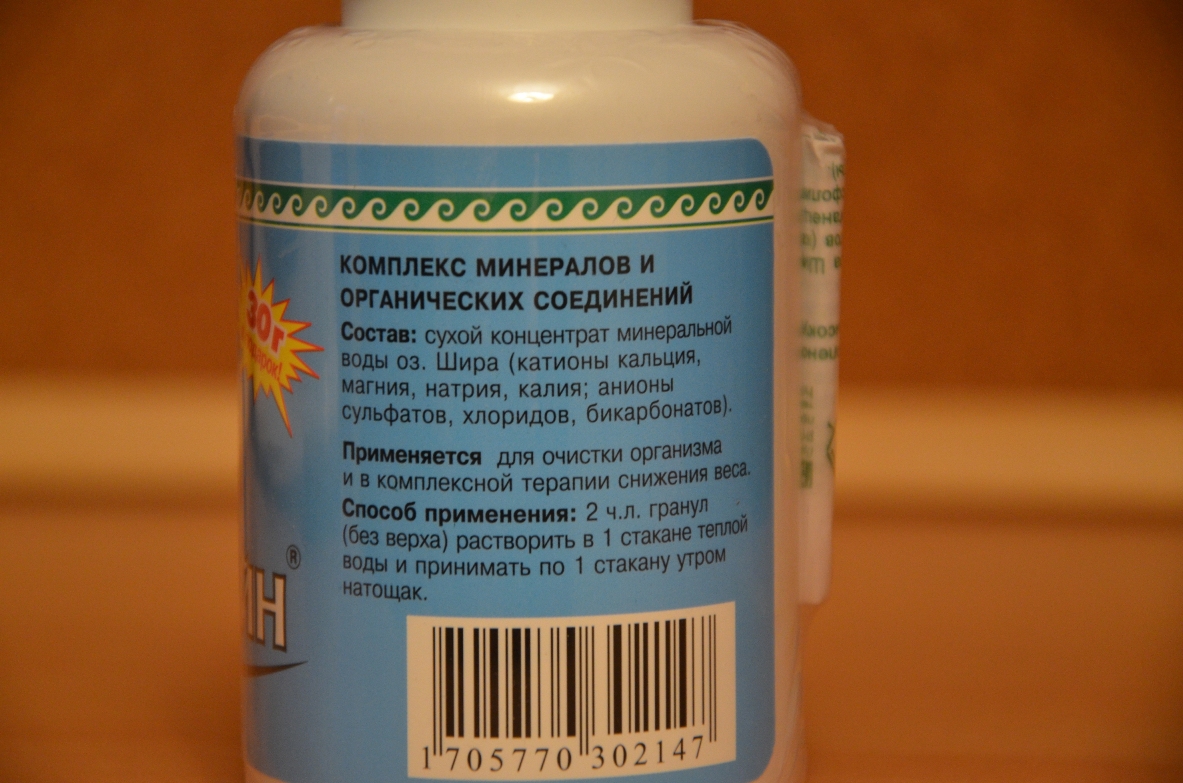 КОМПЛЕКС МИНЕРАЛОВ И
ОРГАНИЧЕСКИХ СОЕДИНЕНИЙ
Состав: сухой концентрат минеральной
воды оз. Шира (катионы кальция,
магния, натрия, калия; анионы
сульфатов, хлоридов, бикарбонатов).
Применяется для очистки организма
и в комплексной терапии снижения веса.
Способ применения: 2 ч.л. гранул
(без верха) растворить в 1 стакане теплой
воды и принимать по 1 стакану утром
натощак.
30г
ИН®
1 705770 302147